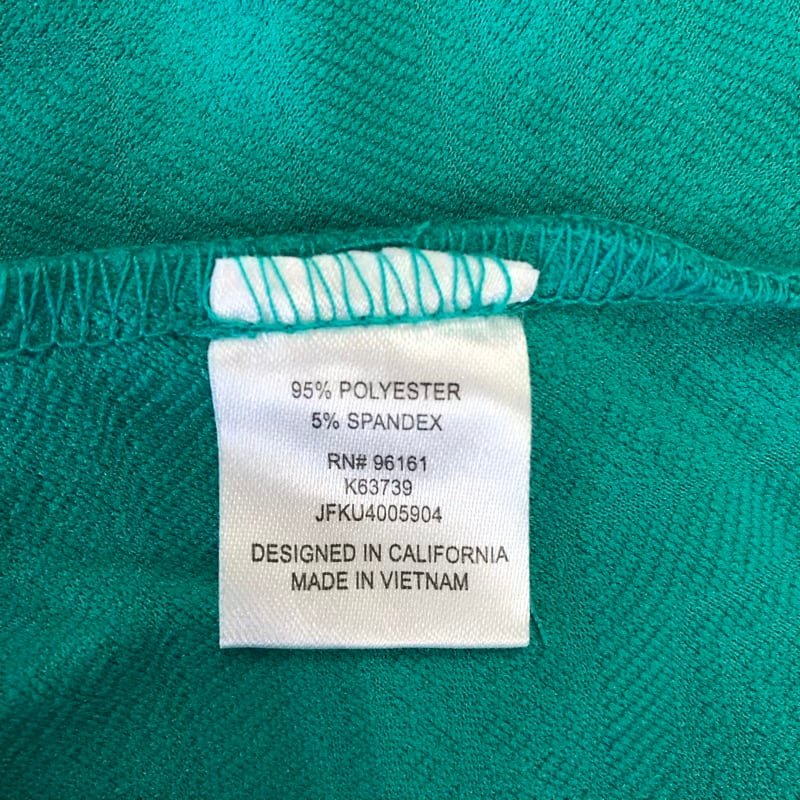 95% POLYESTER
5% SPANDEX
RN# 96161
K63739
JFKU4005904
DESIGNED IN CALIFORNIA
MADE IN VIETNAM